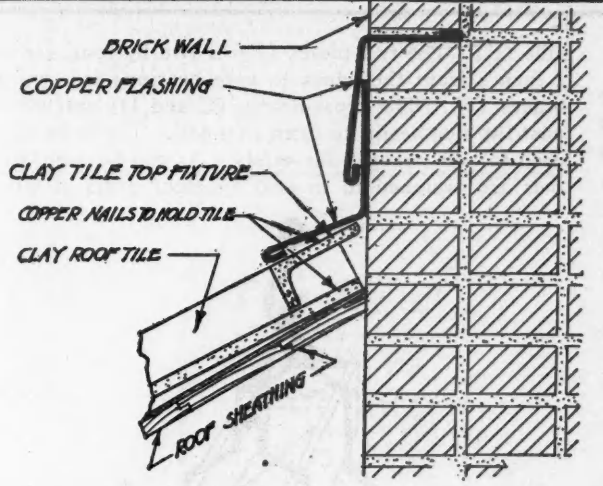 BRICK WALL
COPPER FLASHING
CLAY TILE TOP FIXTURE
COPPER NAILS TO HOLD TILE
CLAY ROOF TILE
ROOF SHEATHING